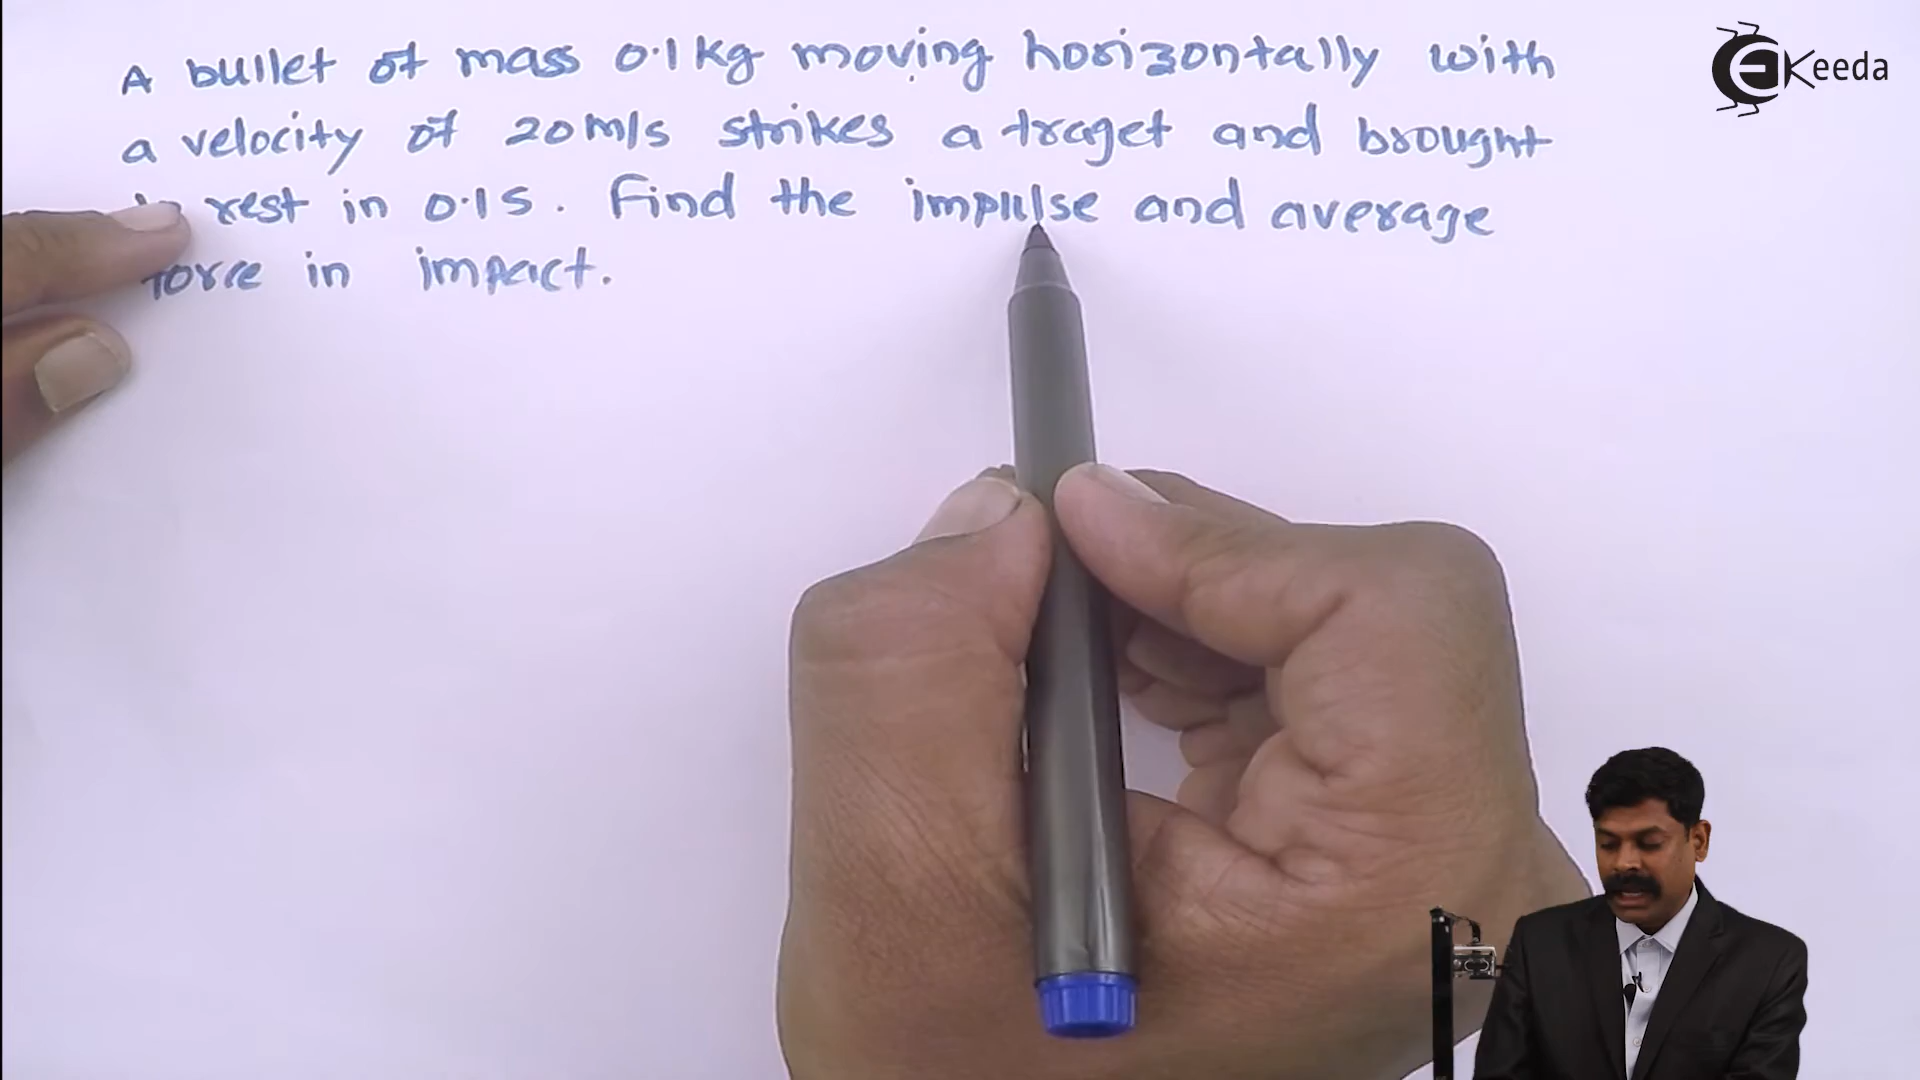 A bullet of mass 0.1kg moving horizontally with
a velocity of 20m/s strikes a traget and brought
rest in 0.1s. Find the impulse and average
force in impact.
EKeeda